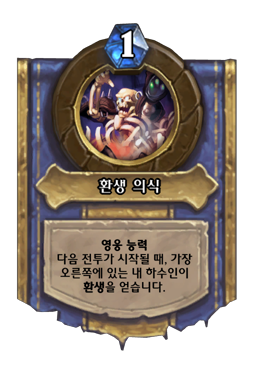 1
환생 의식
영웅 능력
다음 전투가 시작될 때, 가장
오른쪽에 있는 내 하수인이
환생을 얻습니다.